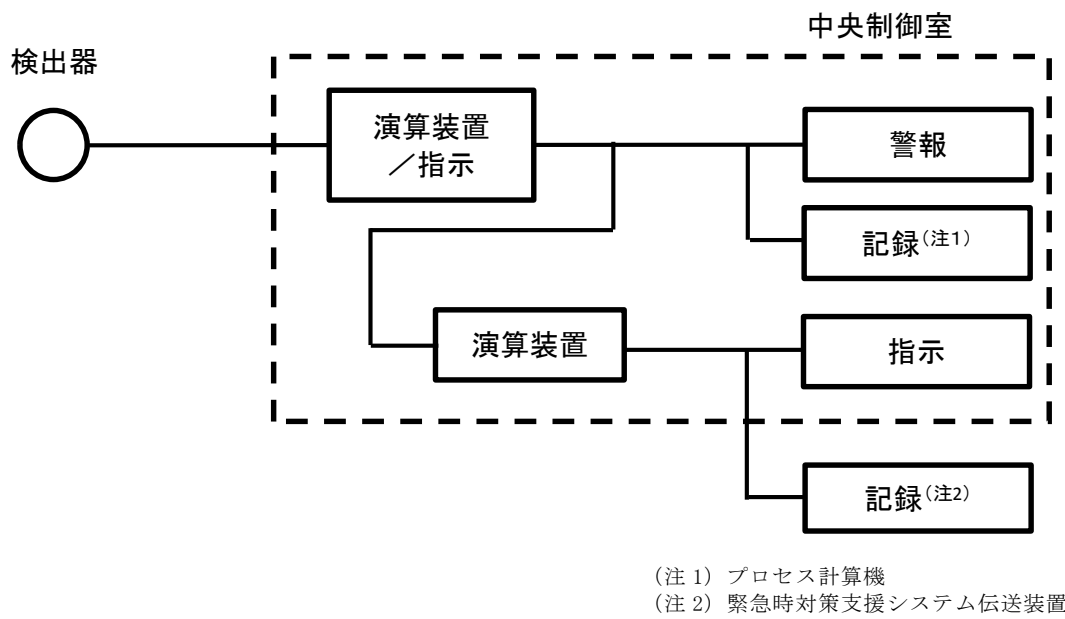 中央制御室
検出器
演算装置
／指示
警報
記録(注1)
演算装置
指示
記録(注2)
（注 1）プロセス計算機
（注 2）緊急時対策支援システム伝送装置